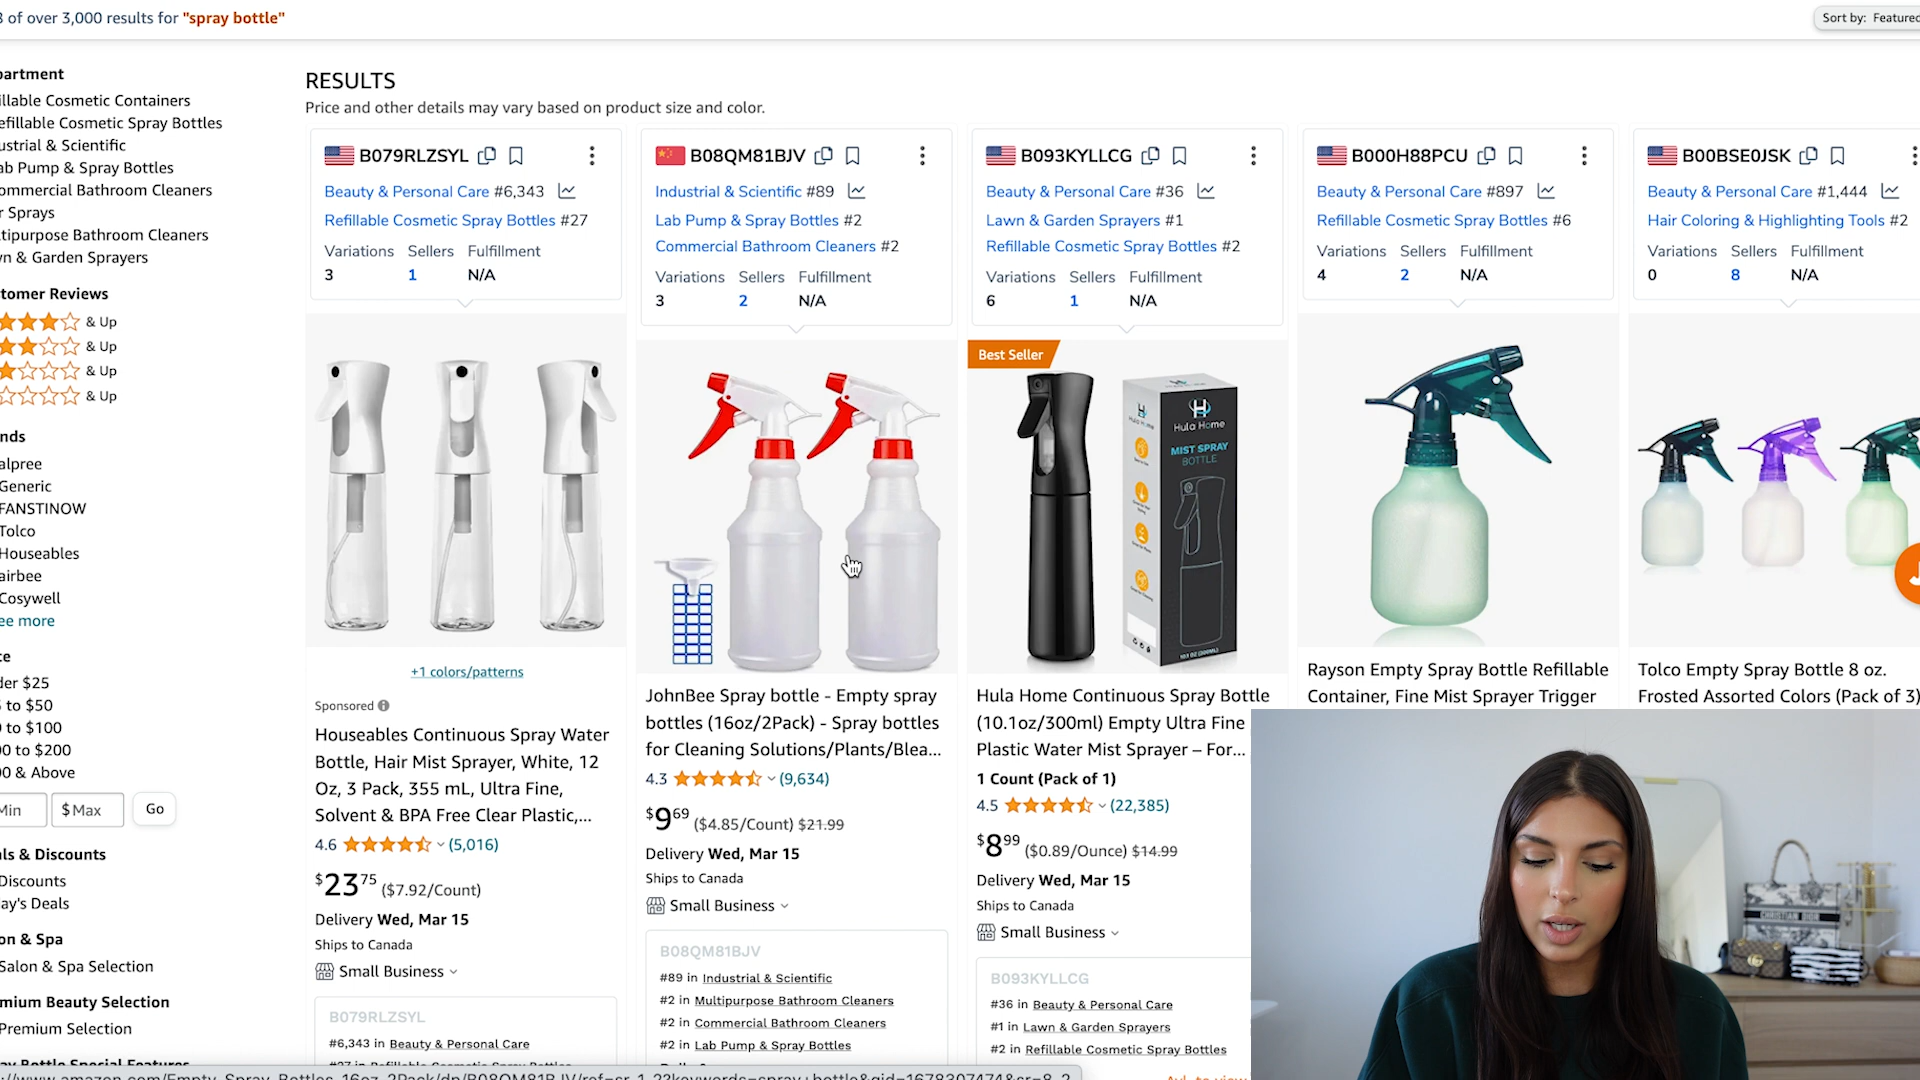 of over 3,000 results for "spray bottle"
Sort by: Featured
RESULTS
Price and other details may vary based on product size and color.
partment
illable Cosmetic Containers
efillable Cosmetic Spray Bottles
ustrial & Scientific
ab Pump & Spray Bottles
ommercial Bathroom Cleaners
r Sprays
ltipurpose Bathroom Cleaners
n & Garden Sprayers
tomer Reviews
& Up
& Up
& Up
& Up
nds
alpree
Generic
FANSTINOW
Tolco
Houseables
airbee
Cosywell
ee more
ce
der $25
to $50
to $100
00 to $200
00 & Above
Min $ Max Go
ls & Discounts
Discounts
ay's Deals
on & Spa
Salon & Spa Selection
mium Beauty Selection
Premium Selection
ay Bottle Special Features
B079RLZSYL
Beauty & Personal Care #6,343
Refillable Cosmetic Spray Bottles #27
Variations Sellers Fulfillment
3 1 N/A
+1 colors/patterns
Sponsored
Houseables Continuous Spray Water
Bottle, Hair Mist Sprayer, White, 12
Oz, 3 Pack, 355 mL, Ultra Fine,
Solvent & BPA Free Clear Plastic,...
4.6 (5,016)
$23 75 ($7.92/Count)
Delivery Wed, Mar 15
Ships to Canada
Small Business
B079RLZSYL
#6,343 in Beauty & Personal Care
#27 in Refillable Cosmetic Spray Bottles
B08QM81BJV
Industrial & Scientific #89
Lab Pump & Spray Bottles #2
Commercial Bathroom Cleaners #2
Variations Sellers Fulfillment
3 2 N/A
JohnBee Spray bottle - Empty spray
bottles (16oz/2Pack) - Spray bottles
for Cleaning Solutions/Plants/Blea...
4.3 (9,634)
$9 69 ($4.85/Count) $21.99
Delivery Wed, Mar 15
Ships to Canada
Small Business
B08QM81BJV
#89 in Industrial & Scientific
#2 in Multipurpose Bathroom Cleaners
#2 in Commercial Bathroom Cleaners
#2 in Lab Pump & Spray Bottles
B093KYLLCG
Beauty & Personal Care #36
Lawn & Garden Sprayers #1
Refillable Cosmetic Spray Bottles #2
Variations Sellers Fulfillment
6 1 N/A
Best Seller
Hula Home
Hula Home
MIST SPRAY
BOTTLE
Hula Home Continuous Spray Bottle
(10.1oz/300ml) Empty Ultra Fine
Plastic Water Mist Sprayer – For...
1 Count (Pack of 1)
4.5 (22,385)
$8 99 ($0.89/Ounce) $14.99
Delivery Wed, Mar 15
Ships to Canada
Small Business
B093KYLLCG
#36 in Beauty & Personal Care
#1 in Lawn & Garden Sprayers
#2 in Refillable Cosmetic Spray Bottles
B000H88PCU
Beauty & Personal Care #897
Refillable Cosmetic Spray Bottles #6
Variations Sellers Fulfillment
4 2 N/A
Rayson Empty Spray Bottle Refillable
Container, Fine Mist Sprayer Trigger
B00BSE0JSK
Beauty & Personal Care #1,444
Hair Coloring & Highlighting Tools #2
Variations Sellers Fulfillment
0 8 N/A
Tolco Empty Spray Bottle 8 oz.
Frosted Assorted Colors (Pack of 3)
CHRISTIAN DIOR
://www.amazon.com/Empty-Spray-Bottles-16oz-2Pack/dp/B08QM81BJV/ref=sr_1_2?keywords=spray+bottle&qid=1678307474&sr=8-2